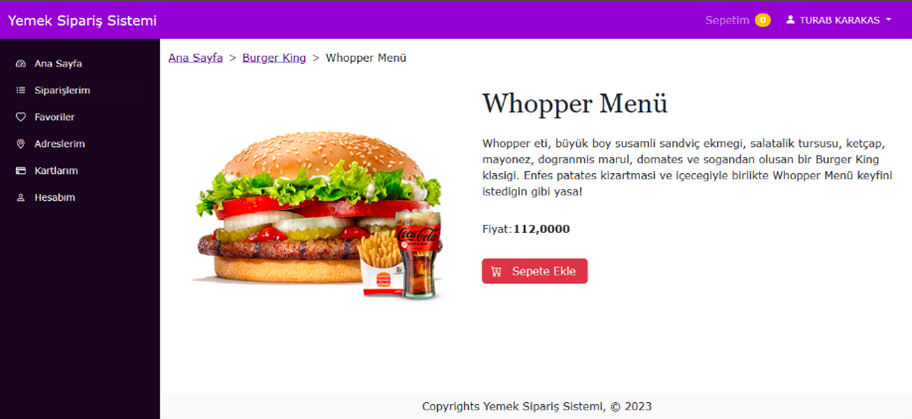 Yemek Sipariş Sistemi
Sepetim 0
TURAB KARAKAS
Ana Sayfa
Siparişlerim
Favoriler
Adreslerim
Kartlarım
Hesabım
Ana Sayfa > Burger King > Whopper Menü
Whopper Menü
Whopper eti, büyük boy susamli sandviç ekmegi, salatalik tursusu, ketçap,
mayonez, dogranmis marul, domates ve sogandan olusan bir Burger King
klasigi. Enfes patates kizartmasi ve içecegiyle birlikte Whopper Menü keyfini
istedigin gibi yasa!
Fiyat:112,0000
Sepete Ekle
Coca-Cola
Copyrights Yemek Sipariş Sistemi, © 2023